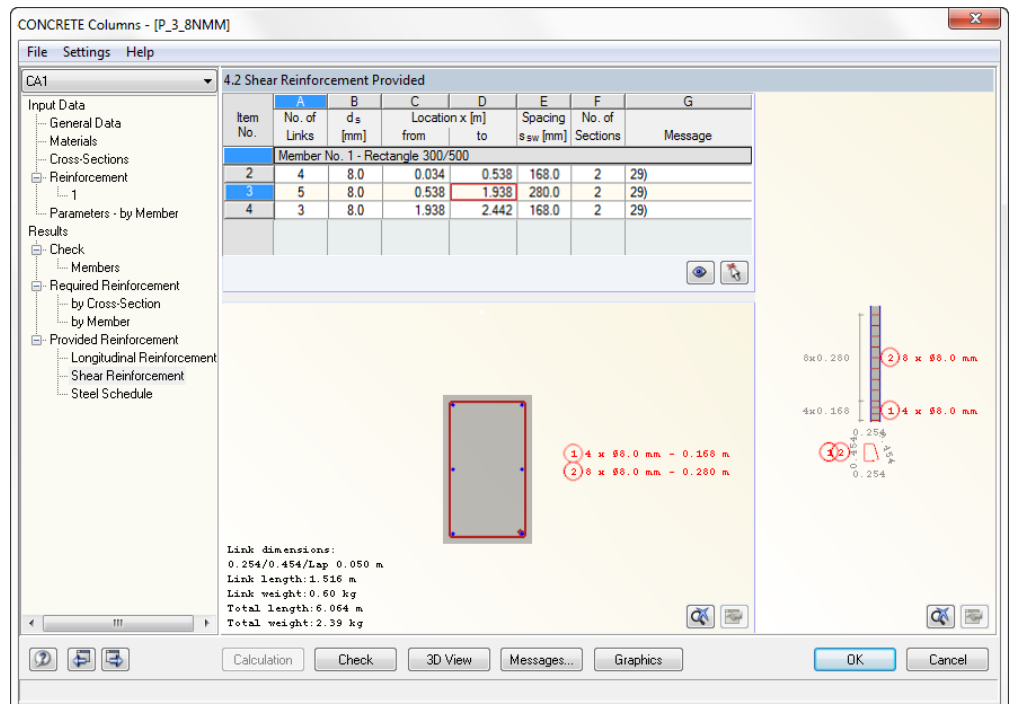 CONCRETE Columns - [P_3_8NMM]
File Settings Help
CA1
Input Data
General Data
Materials
Cross-Sections
Reinforcement
1
Parameters - by Member
Results
Check
Members
Required Reinforcement
by Cross-Section
by Member
Provided Reinforcement
Longitudinal Reinforcement
Shear Reinforcement
Steel Schedule
4.2 Shear Reinforcement Provided
A B C D E F G
Item No. of ds Location x [m] Spacing No. of
No. Links [mm] from to ssw [mm] Sections Message
Member No. 1 - Rectangle 300/500
2 4 8.0 0.034 0.538 168.0 2 29)
3 5 8.0 0.538 1.938 280.0 2 29)
4 3 8.0 1.938 2.442 168.0 2 29)
1 4 x Ø8.0 mm - 0.168 m
2 8 x Ø8.0 mm - 0.280 m
Link dimensions:
0.254/0.454/Lap 0.050 m
Link length:1.516 m
Link weight:0.60 kg
Total length:6.064 m
Total weight:2.39 kg
8x0.280 2 8 x Ø8.0 mm
4x0.168 1 4 x Ø8.0 mm
0.254
1 2 0.454 0.454
0.254
Calculation Check 3D View Messages... Graphics OK Cancel